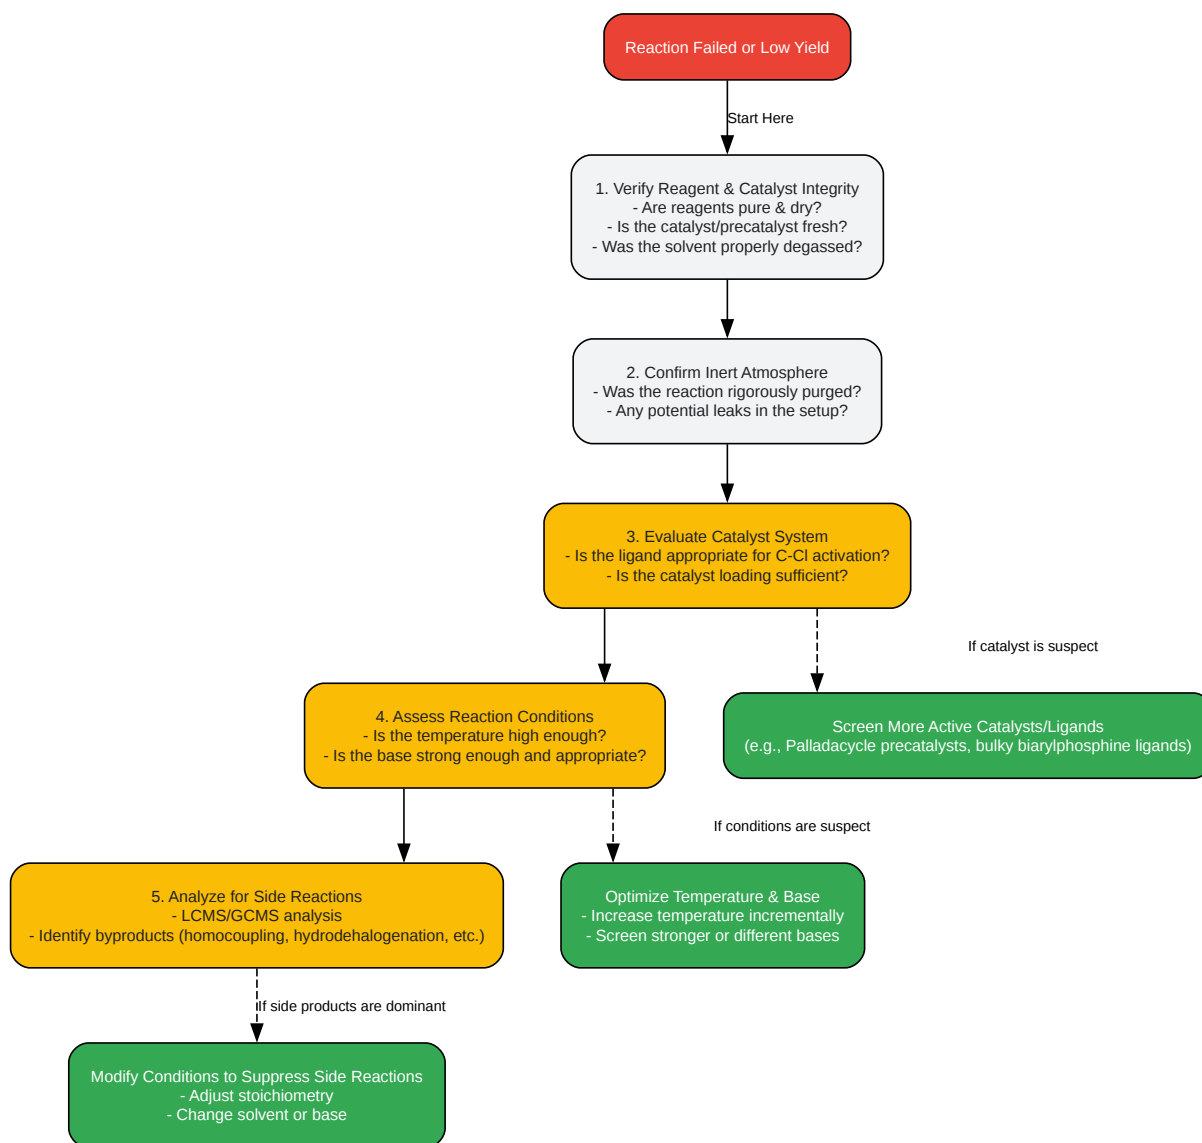 Reaction Failed or Low Yield
Start Here
1. Verify Reagent & Catalyst Integrity
- Are reagents pure & dry?
- Is the catalyst/precatalyst fresh?
- Was the solvent properly degassed?
2. Confirm Inert Atmosphere
- Was the reaction rigorously purged?
- Any potential leaks in the setup?
3. Evaluate Catalyst System
- Is the ligand appropriate for C-Cl activation?
- Is the catalyst loading sufficient?
If catalyst is suspect
4. Assess Reaction Conditions
- Is the temperature high enough?
- Is the base strong enough and appropriate?
Screen More Active Catalysts/Ligands
(e.g., Palladacycle precatalysts, bulky biarylphosphine ligands)
If conditions are suspect
5. Analyze for Side Reactions
- LCMS/GCMS analysis
- Identify byproducts (homocoupling, hydrodehalogenation, etc.)
Optimize Temperature & Base
- Increase temperature incrementally
- Screen stronger or different bases
If side products are dominant
Modify Conditions to Suppress Side Reactions
- Adjust stoichiometry
- Change solvent or base